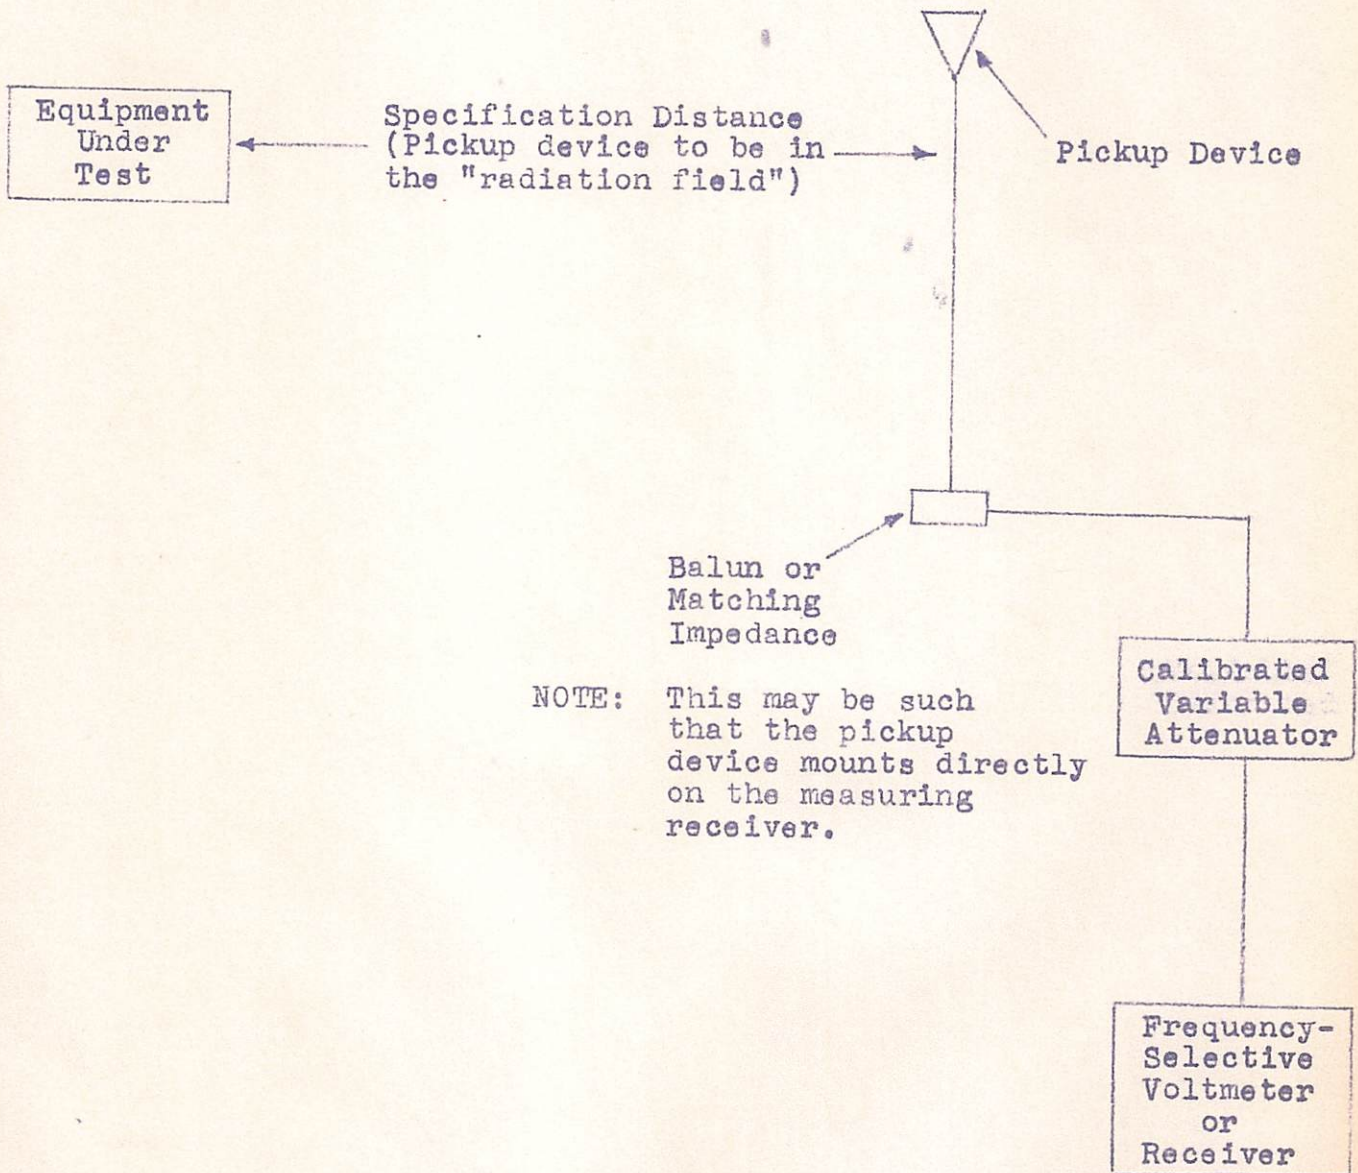 Equipment
Under
Test
Specification Distance
(Pickup device to be in
the "radiation field")
Pickup Device
Balun or
Matching
Impedance
NOTE: This may be such
that the pickup
device mounts directly
on the measuring
receiver.
Calibrated
Variable
Attenuator
Frequency-
Selective
Voltmeter
or
Receiver